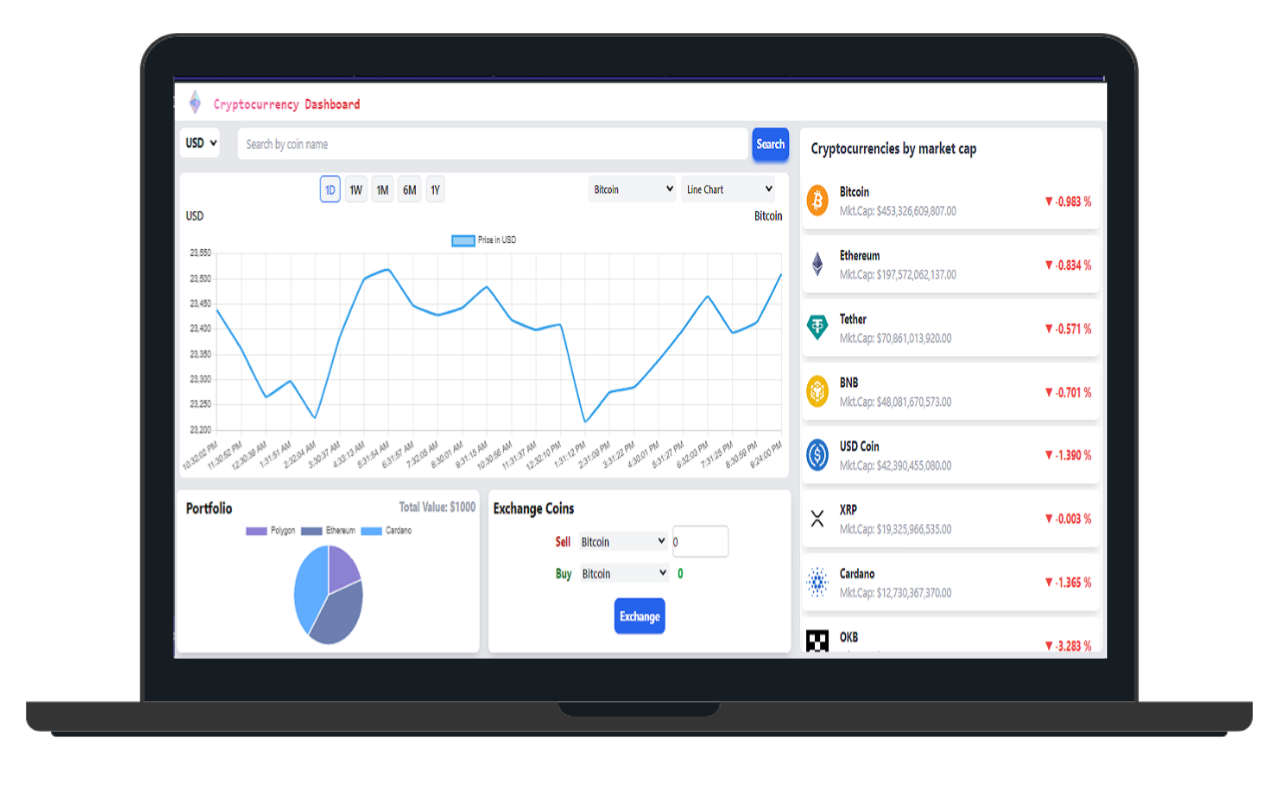 Cryptocurrency Dashboard
USD
Search by coin name
Search
1D 1W 1M 6M 1Y
Bitcoin
Line Chart
USD
Bitcoin
Price in USD
23,550
23,500
23,450
23,400
23,350
23,300
23,250
23,200
10:32:02 PM
11:30:52 PM
12:30:38 AM
1:31:51 AM
2:32:04 AM
3:30:37 AM
4:33:13 AM
5:31:54 AM
6:31:57 AM
7:32:05 AM
8:30:01 AM
9:31:15 AM
10:30:56 AM
11:31:37 AM
12:32:10 PM
1:31:12 PM
2:31:09 PM
3:31:22 PM
4:30:01 PM
5:31:27 PM
6:32:03 PM
7:31:25 PM
8:30:59 PM
9:24:00 PM
Portfolio
Total Value: $1000
Polygon Ethereum Cardano
Exchange Coins
Sell Bitcoin 0
Buy Bitcoin 0
Exchange
Cryptocurrencies by market cap
Bitcoin
Mkt.Cap: $453,326,609,807.00
▼ -0.983 %
Ethereum
Mkt.Cap: $197,572,062,137.00
▼ -0.834 %
Tether
Mkt.Cap: $70,861,013,920.00
▼ -0.571 %
BNB
Mkt.Cap: $48,081,670,573.00
▼ -0.701 %
USD Coin
Mkt.Cap: $42,390,455,080.00
▼ -1.390 %
XRP
Mkt.Cap: $19,325,966,535.00
▼ -0.003 %
Cardano
Mkt.Cap: $12,730,367,370.00
▼ -1.365 %
OKB
▼ -3.283 %